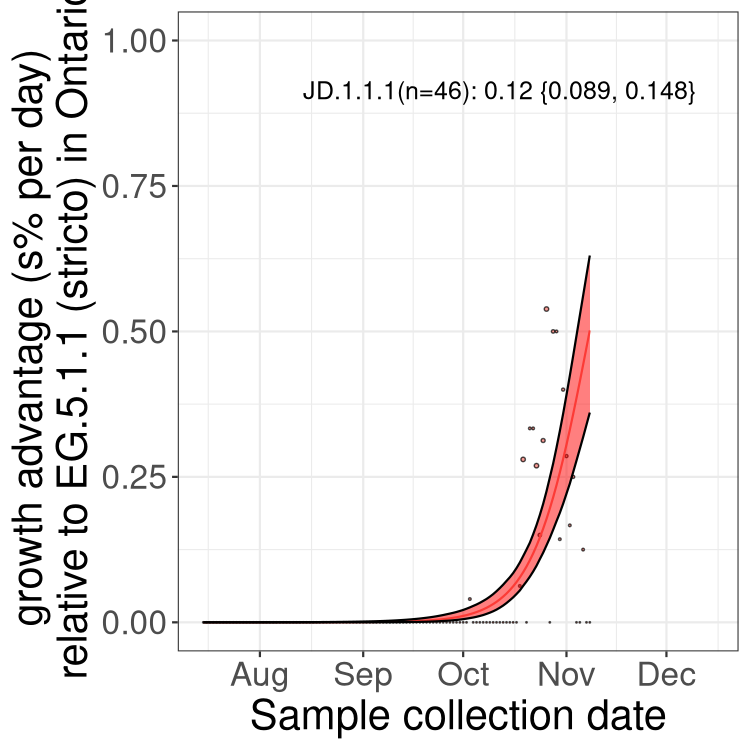 growth advantage (s% per day)
relative to EG.5.1.1 (stricto) in Ontario
1.00
0.75
0.50
0.25
0.00
JD.1.1.1(n=46): 0.12 {0.089, 0.148}
Aug Sep Oct Nov Dec
Sample collection date